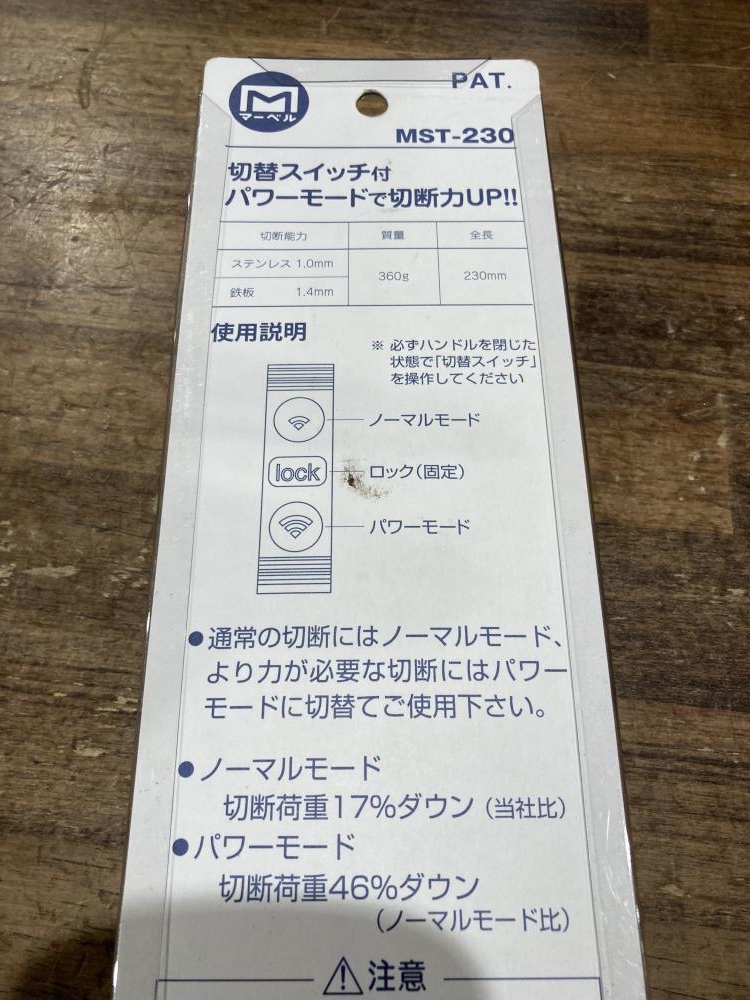 M
マーベル
PAT.
MST-230
切替スイッチ付
パワーモードで切断力UP!!
切断能力 質量 全長
ステンレス 1.0mm
360g 230mm
鉄板 1.4mm
使用説明
※ 必ずハンドルを閉じた
状態で「切替スイッチ」
を操作してください
ノーマルモード
lock ロック(固定)
パワーモード
●通常の切断にはノーマルモード、
より力が必要な切断にはパワー
モードに切替てご使用下さい。
●ノーマルモード
切断荷重17%ダウン(当社比)
●パワーモード
切断荷重46%ダウン
(ノーマルモード比)
注意